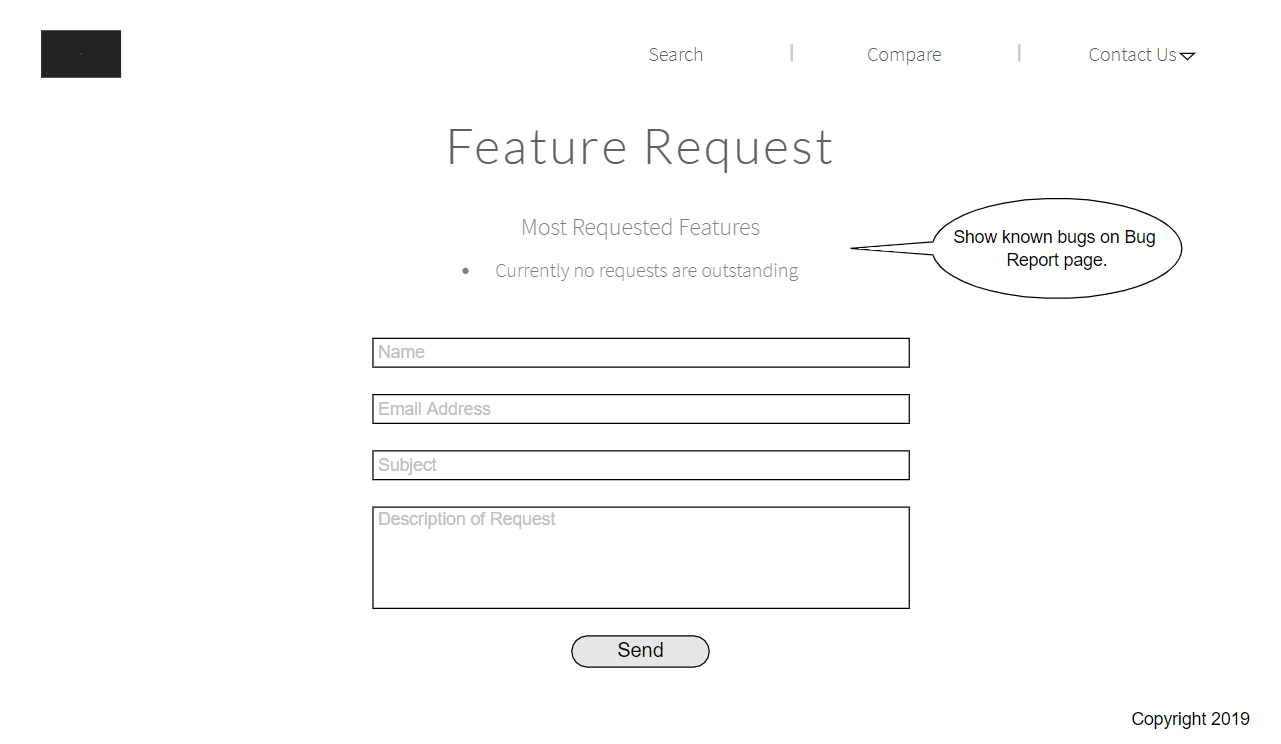 Search | Compare | Contact Us
Feature Request
Most Requested Features
• Currently no requests are outstanding
Show known bugs on Bug
Report page.
Name
Email Address
Subject
Description of Request
Send
Copyright 2019